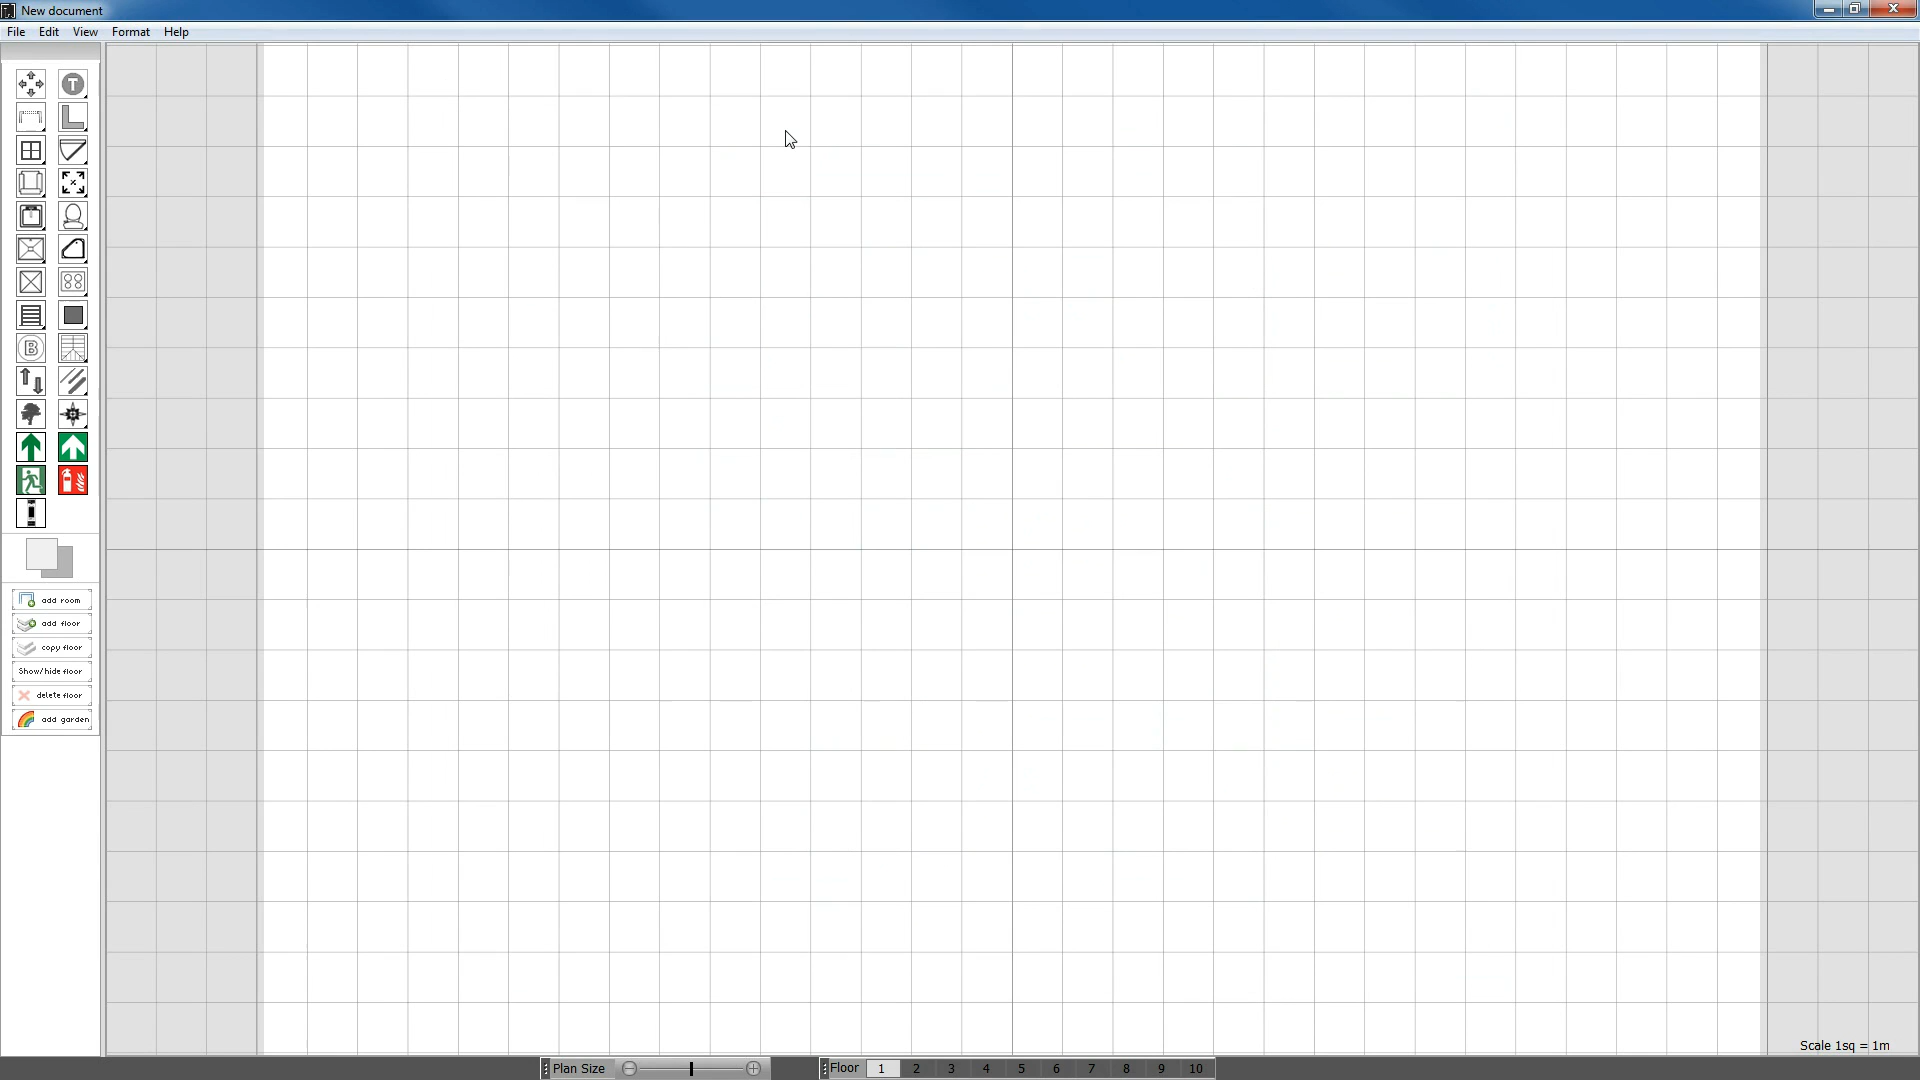 New document
File Edit View Format Help
T
B
add room
add floor
copy floor
Show/hide floor
delete floor
add garden
Scale 1sq = 1m
Plan Size Floor 1 2 3 4 5 6 7 8 9 10